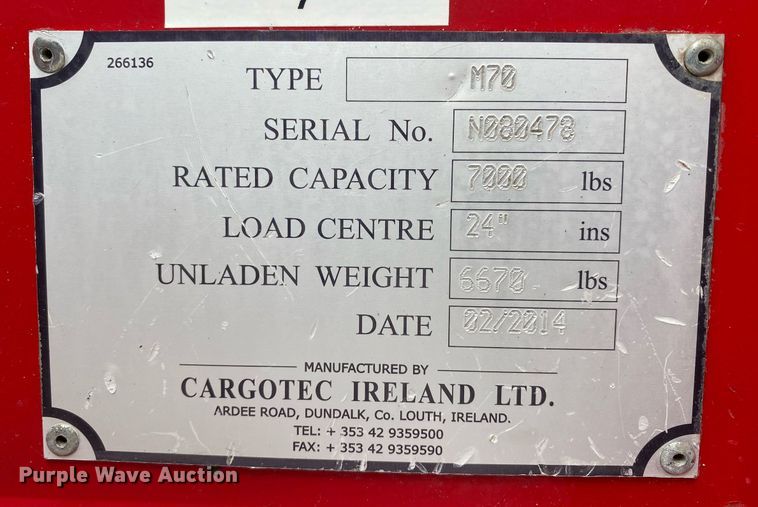 266136
TYPE M70
SERIAL No. N080478
RATED CAPACITY 7000 lbs
LOAD CENTRE 24" ins
UNLADEN WEIGHT 6670 lbs
DATE 02/2014
MANUFACTURED BY
CARGOTEC IRELAND LTD.
ARDEE ROAD, DUNDALK, Co. LOUTH, IRELAND.
TEL: + 353 42 9359500
FAX: + 353 42 9359590
Purple Wave Auction